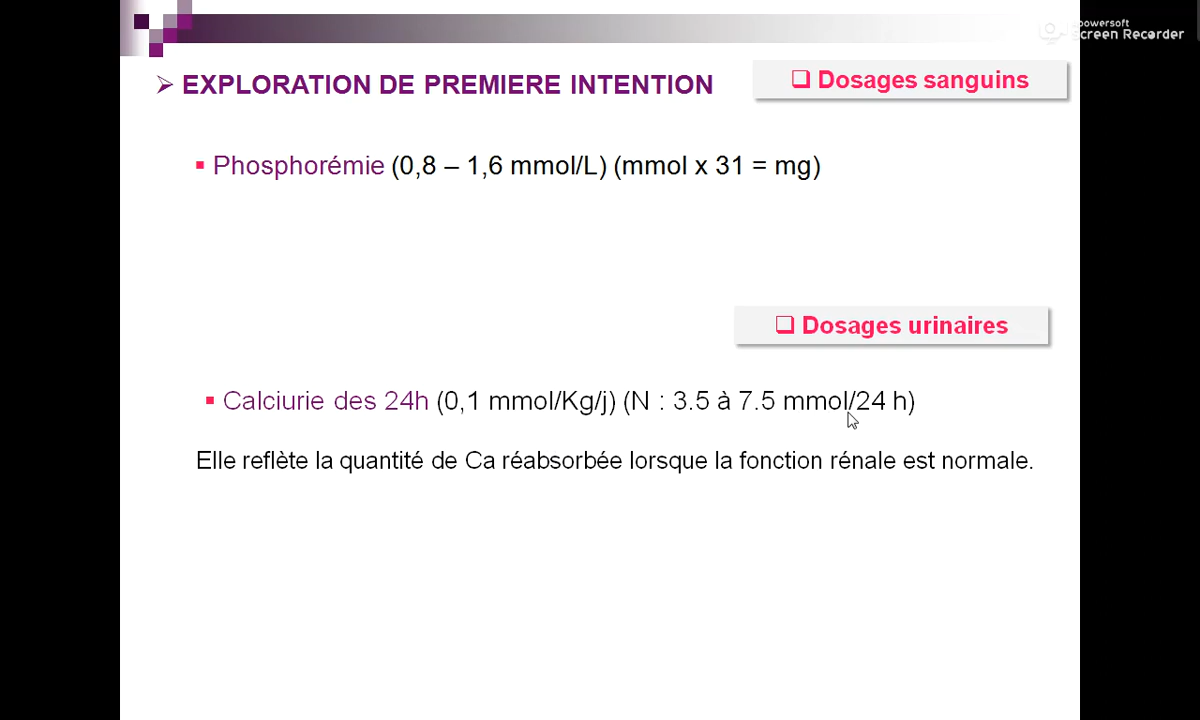 Apowersoft
Screen Recorder
EXPLORATION DE PREMIERE INTENTION
Dosages sanguins
Phosphorémie (0,8 – 1,6 mmol/L) (mmol x 31 = mg)
Dosages urinaires
Calciurie des 24h (0,1 mmol/Kg/j) (N : 3.5 à 7.5 mmol/24 h)
Elle reflète la quantité de Ca réabsorbée lorsque la fonction rénale est normale.